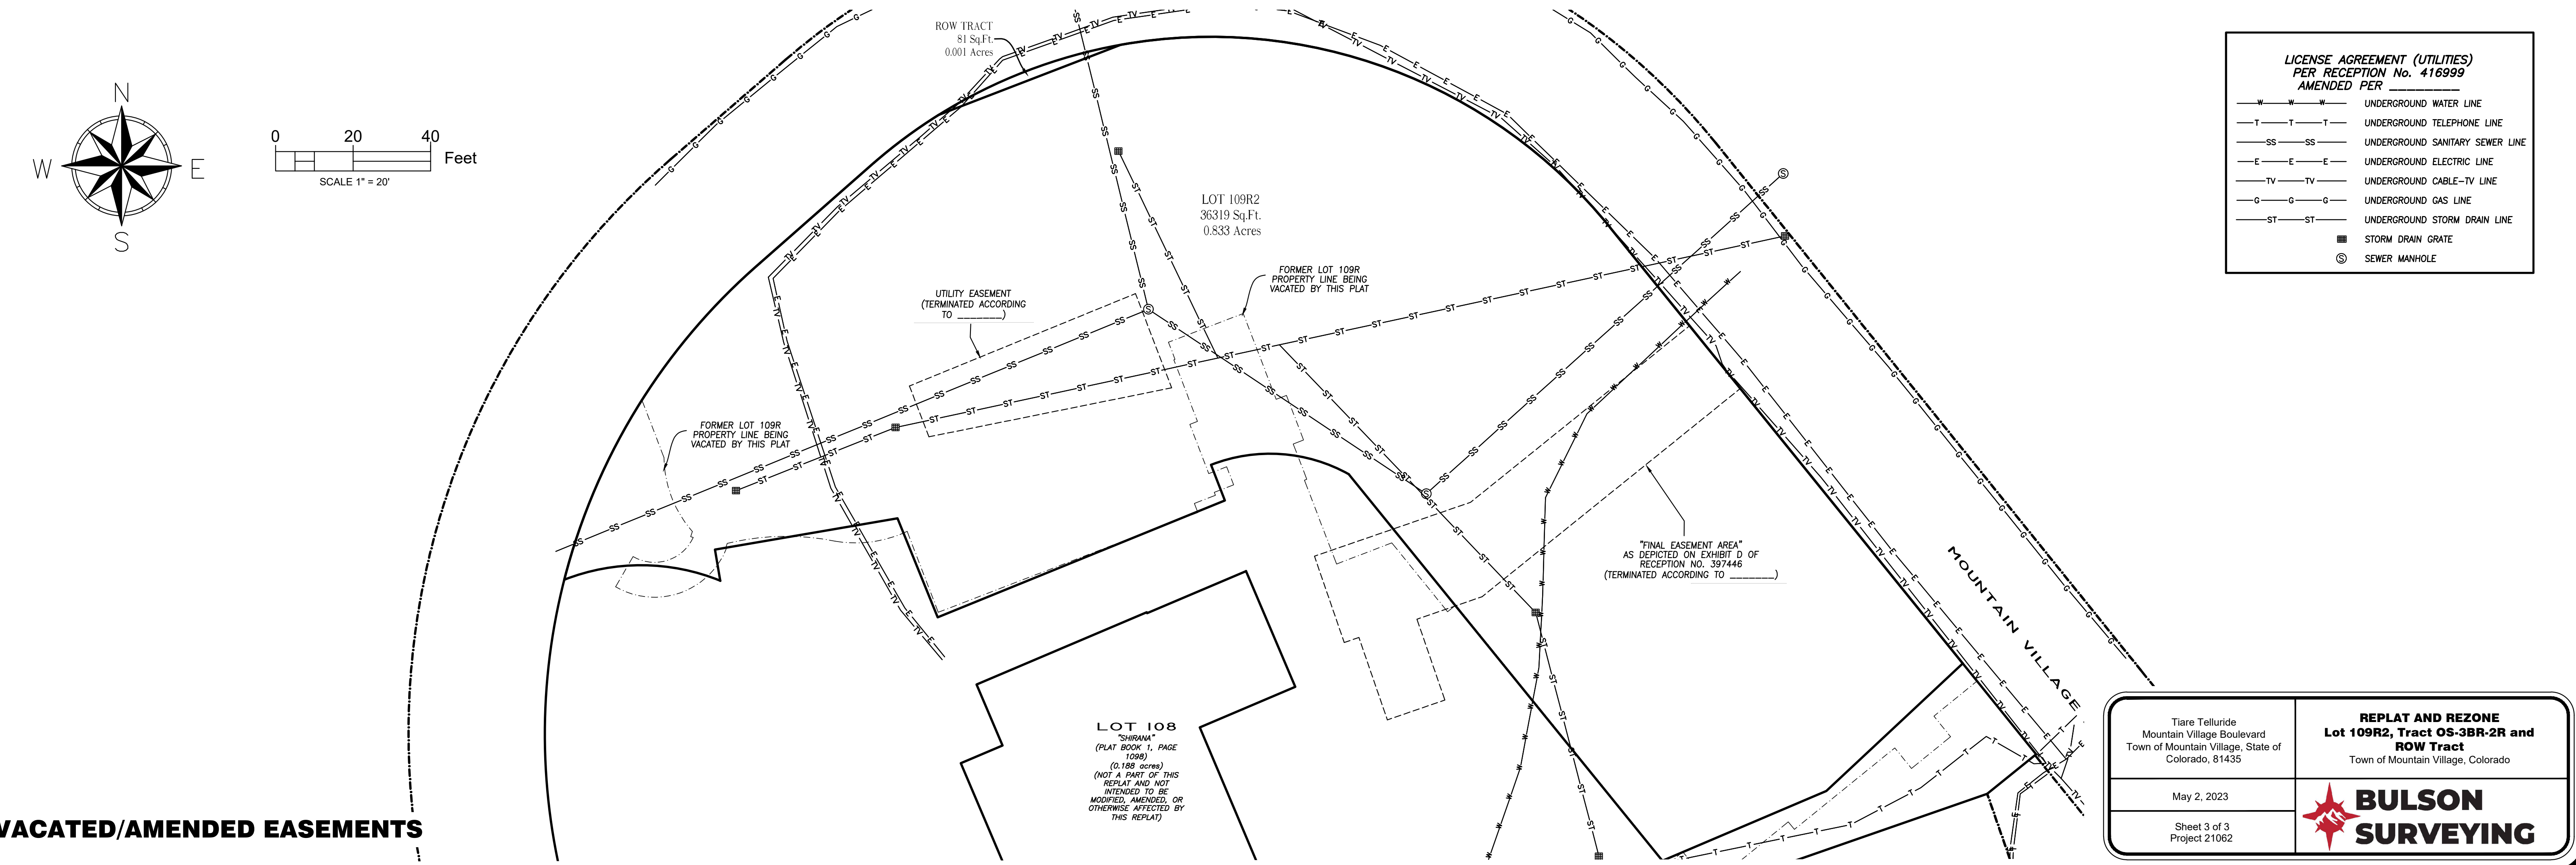 ROW TRACT
81 Sq.Ft.
0.001 Acres
N
W
E
S
0 20 40
Feet
SCALE 1" = 20'
LICENSE AGREEMENT (UTILITIES)
PER RECEPTION No. 416999
AMENDED PER ________
W W W UNDERGROUND WATER LINE
T T T UNDERGROUND TELEPHONE LINE
SS SS UNDERGROUND SANITARY SEWER LINE
E E E UNDERGROUND ELECTRIC LINE
TV TV UNDERGROUND CABLE-TV LINE
G G G UNDERGROUND GAS LINE
ST ST UNDERGROUND STORM DRAIN LINE
STORM DRAIN GRATE
S SEWER MANHOLE
LOT 109R2
36319 Sq.Ft.
0.833 Acres
UTILITY EASEMENT
(TERMINATED ACCORDING
TO _______)
FORMER LOT 109R
PROPERTY LINE BEING
VACATED BY THIS PLAT
FORMER LOT 109R
PROPERTY LINE BEING
VACATED BY THIS PLAT
"FINAL EASEMENT AREA"
AS DEPICTED ON EXHIBIT D OF
RECEPTION NO. 397446
(TERMINATED ACCORDING TO _______)
MOUNTAIN VILLAGE
LOT 108
"SHIRANA"
(PLAT BOOK 1, PAGE
1098)
(0.188 acres)
(NOT A PART OF THIS
REPLAT AND NOT
INTENDED TO BE
MODIFIED, AMENDED, OR
OTHERWISE AFFECTED BY
THIS REPLAT)
VACATED/AMENDED EASEMENTS
Tiare Telluride
Mountain Village Boulevard
Town of Mountain Village, State of
Colorado, 81435
May 2, 2023
Sheet 3 of 3
Project 21062
REPLAT AND REZONE
Lot 109R2, Tract OS-3BR-2R and
ROW Tract
Town of Mountain Village, Colorado
BULSON
SURVEYING